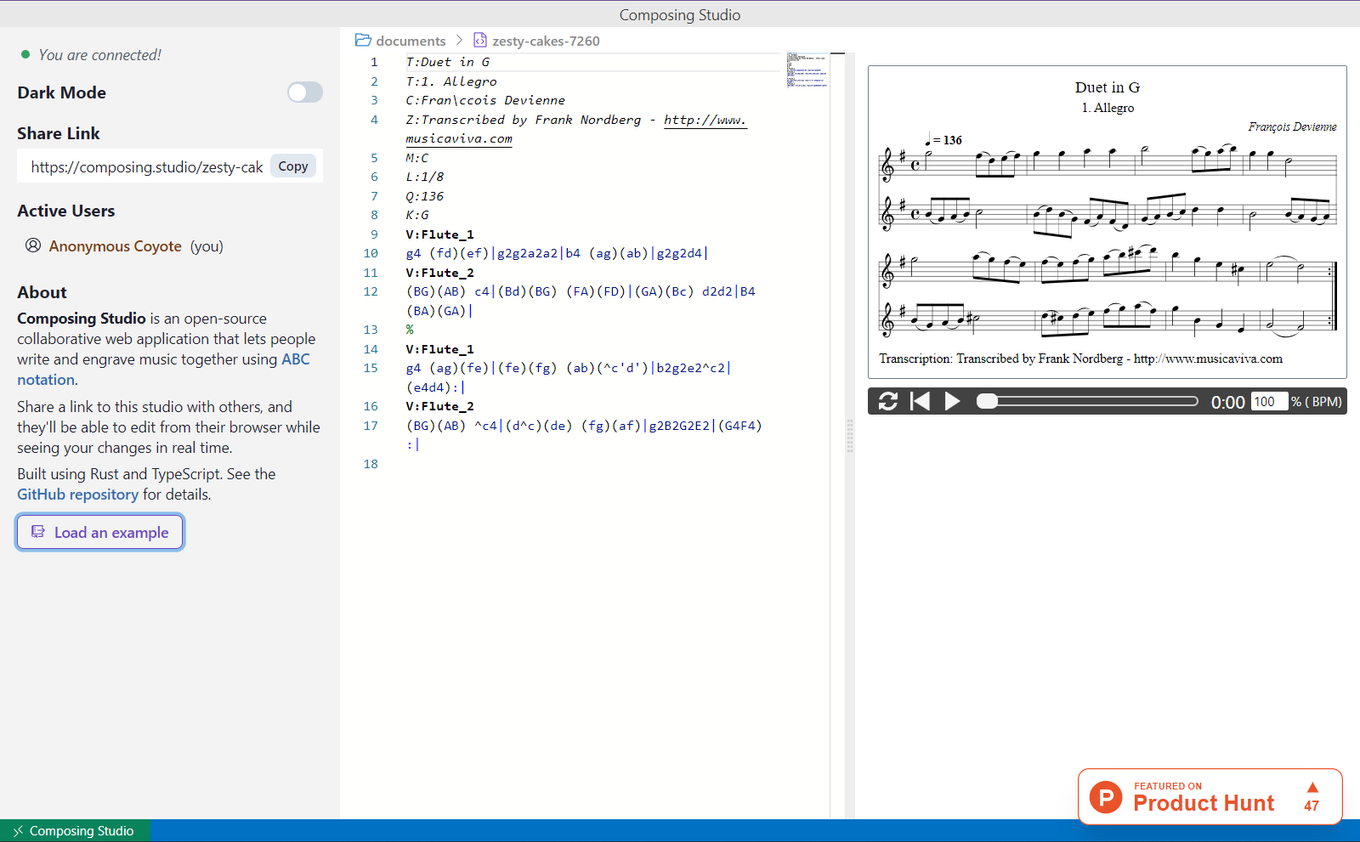 Composing Studio
You are connected!
Dark Mode
Share Link
https://composing.studio/zesty-cak
Copy
Active Users
Anonymous Coyote (you)
About
Composing Studio is an open-source
collaborative web application that lets people
write and engrave music together using ABC
notation.
Share a link to this studio with others, and
they'll be able to edit from their browser while
seeing your changes in real time.
Built using Rust and TypeScript. See the
GitHub repository for details.
Load an example
documents > zesty-cakes-7260
1 T:Duet in G
2 T:1. Allegro
3 C:Fran\ccois Devienne
4 Z:Transcribed by Frank Nordberg - http://www.
musicaviva.com
5 M:C
6 L:1/8
7 Q:136
8 K:G
9 V:Flute_1
10 g4 (fd)(ef)|g2g2a2a2|b4 (ag)(ab)|g2g2d4|
11 V:Flute_2
12 (BG)(AB) c4|(Bd)(BG) (FA)(FD)|(GA)(Bc) d2d2|B4
(BA)(GA)|
13 %
14 V:Flute_1
15 g4 (ag)(fe)|(fe)(fg) (ab)(^c'd')|b2g2e2^c2|
(e4d4):|
16 V:Flute_2
17 (BG)(AB) ^c4|(d^c)(de) (fg)(af)|g2B2G2E2|(G4F4)
:|
18
Duet in G
1. Allegro
François Devienne
= 136
Transcription: Transcribed by Frank Nordberg - http://www.musicaviva.com
0:00 100 % ( BPM)
P
FEATURED ON
Product Hunt
▲
47
Composing Studio